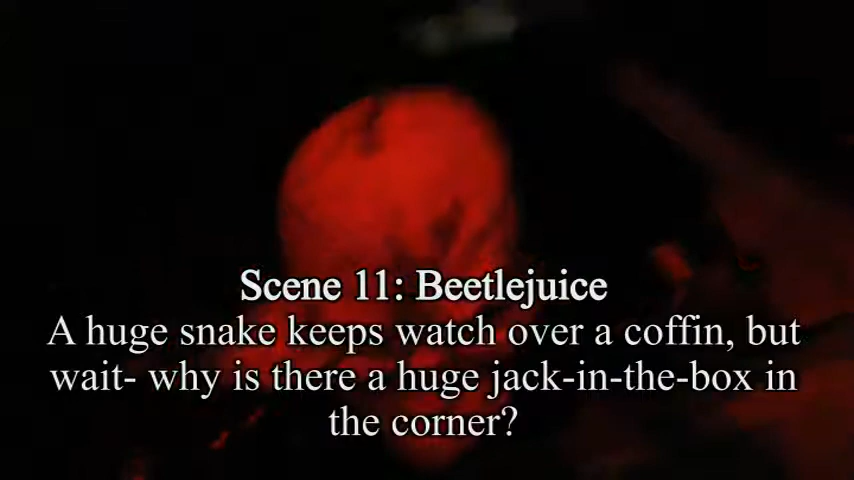 Scene 11: Beetlejuice
A huge snake keeps watch over a coffin, but
wait- why is there a huge jack-in-the-box in
the corner?